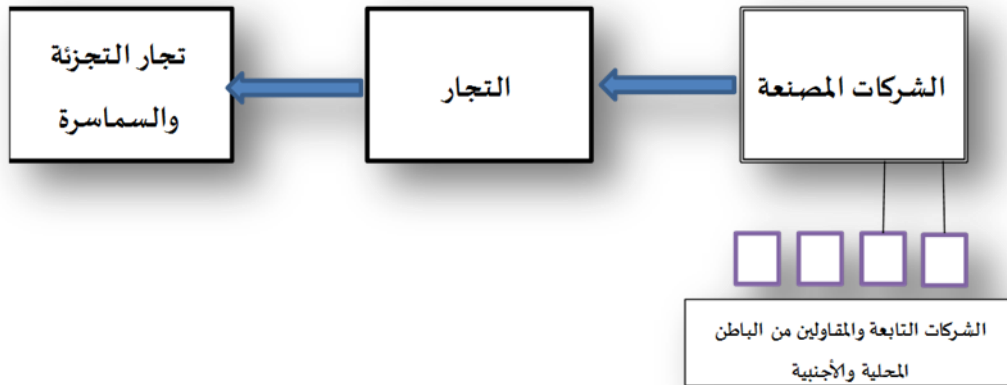 الشركات المصنعة
التجار
تجار التجزئة
والسماسرة
الشركات التابعة والمقاولين من الباطن
المحلية والأجنبية